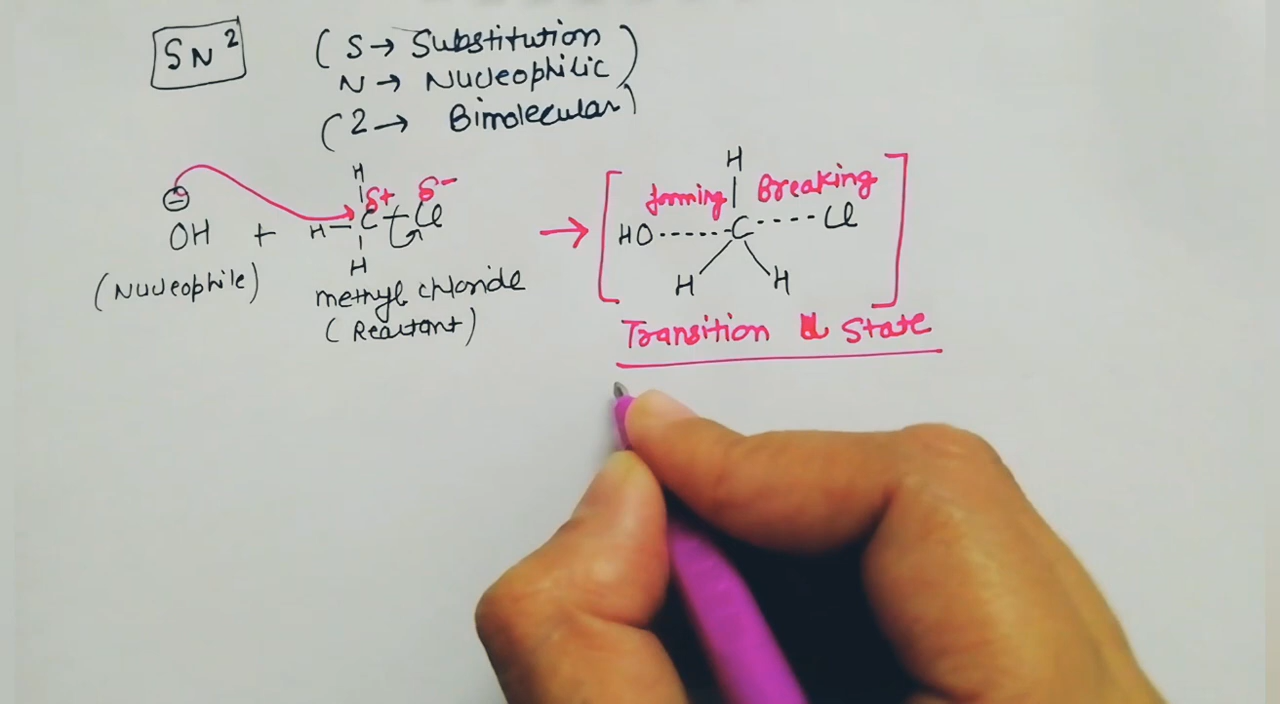 SN² (S→ Substitution
N→ Nucleophilic)
(2→ Bimolecular)
H
δ+ δ-
⊖
OH + H-C-Cl → [HO-----C----Cl]
forming Breaking
H
H
H H
(Nucleophile) methyl chloride
(Reactant)
Transition State